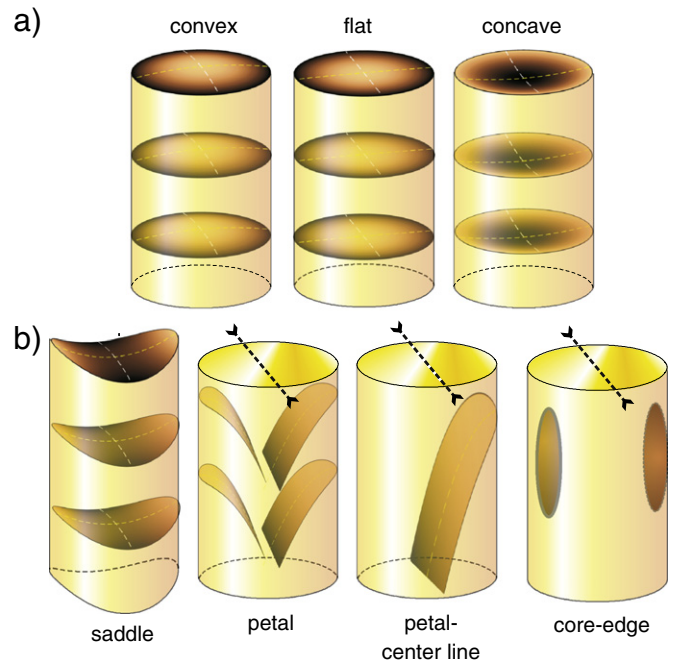 a)
convex flat concave
b)
saddle petal petal-
center line core-edge